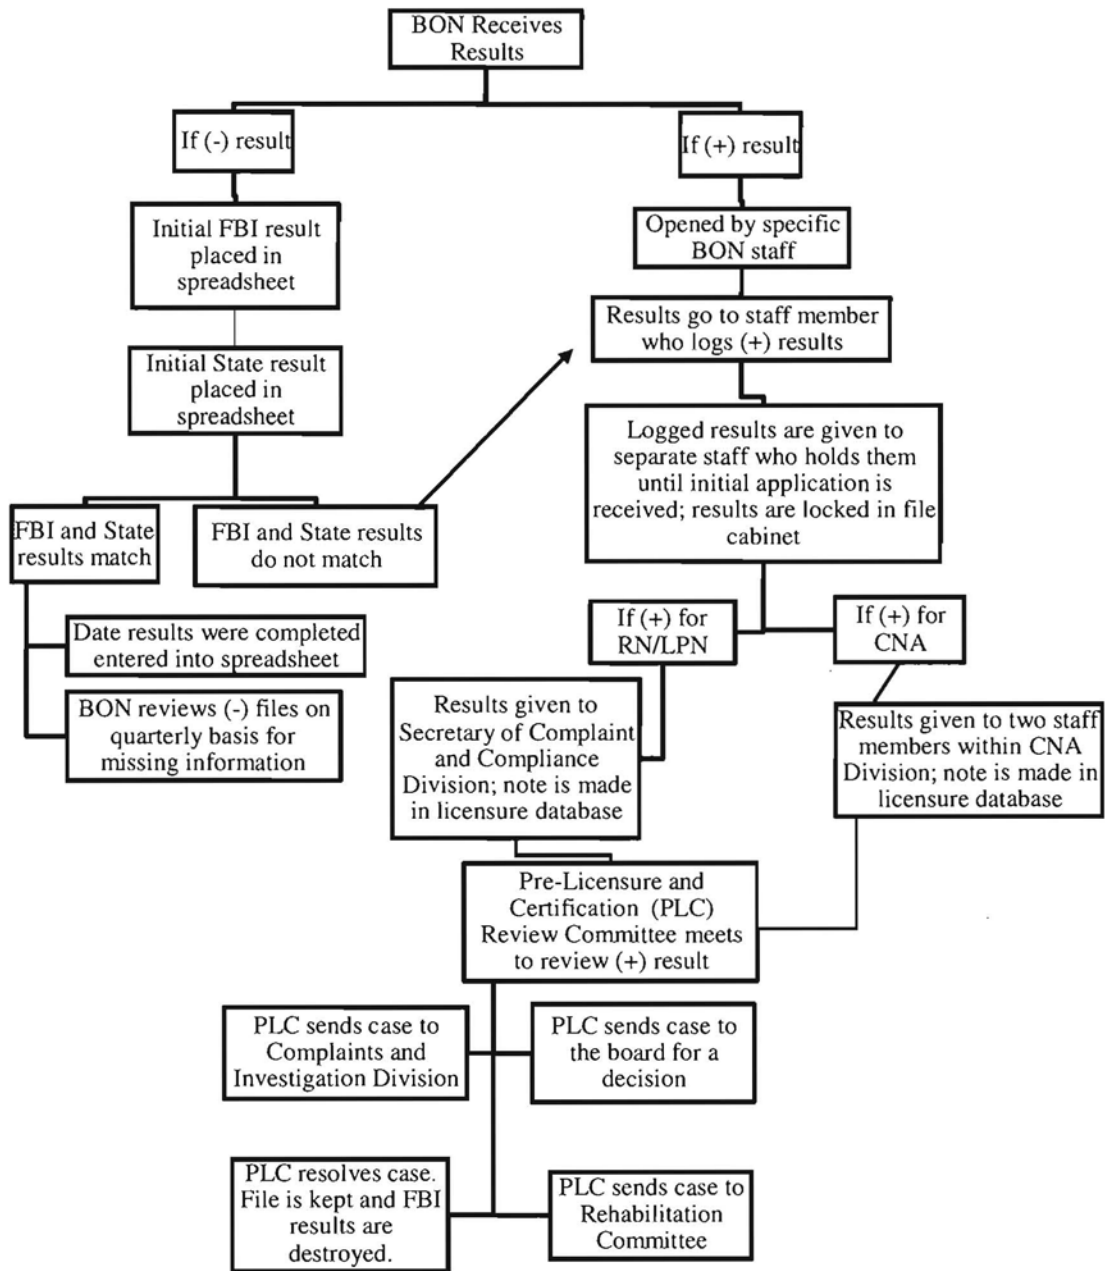 BON Receives
Results
If (-) result
If (+) result
Initial FBI result
placed in
spreadsheet
Opened by specific
BON staff
Results go to staff member
who logs (+) results
Initial State result
placed in
spreadsheet
Logged results are given to
separate staff who holds them
until initial application is
received; results are locked in file
cabinet
FBI and State
results match
FBI and State results
do not match
Date results were completed
entered into spreadsheet
BON reviews (-) files on
quarterly basis for
missing information
If (+) for
RN/LPN
If (+) for
CNA
Results given to
Secretary of Complaint
and Compliance
Division; note is made
in licensure database
Results given to two staff
members within CNA
Division; note is made in
licensure database
Pre-Licensure and
Certification (PLC)
Review Committee meets
to review (+) result
PLC sends case to
Complaints and
Investigation Division
PLC sends case to
the board for a
decision
PLC resolves case.
File is kept and FBI
results are
destroyed.
PLC sends case to
Rehabilitation
Committee